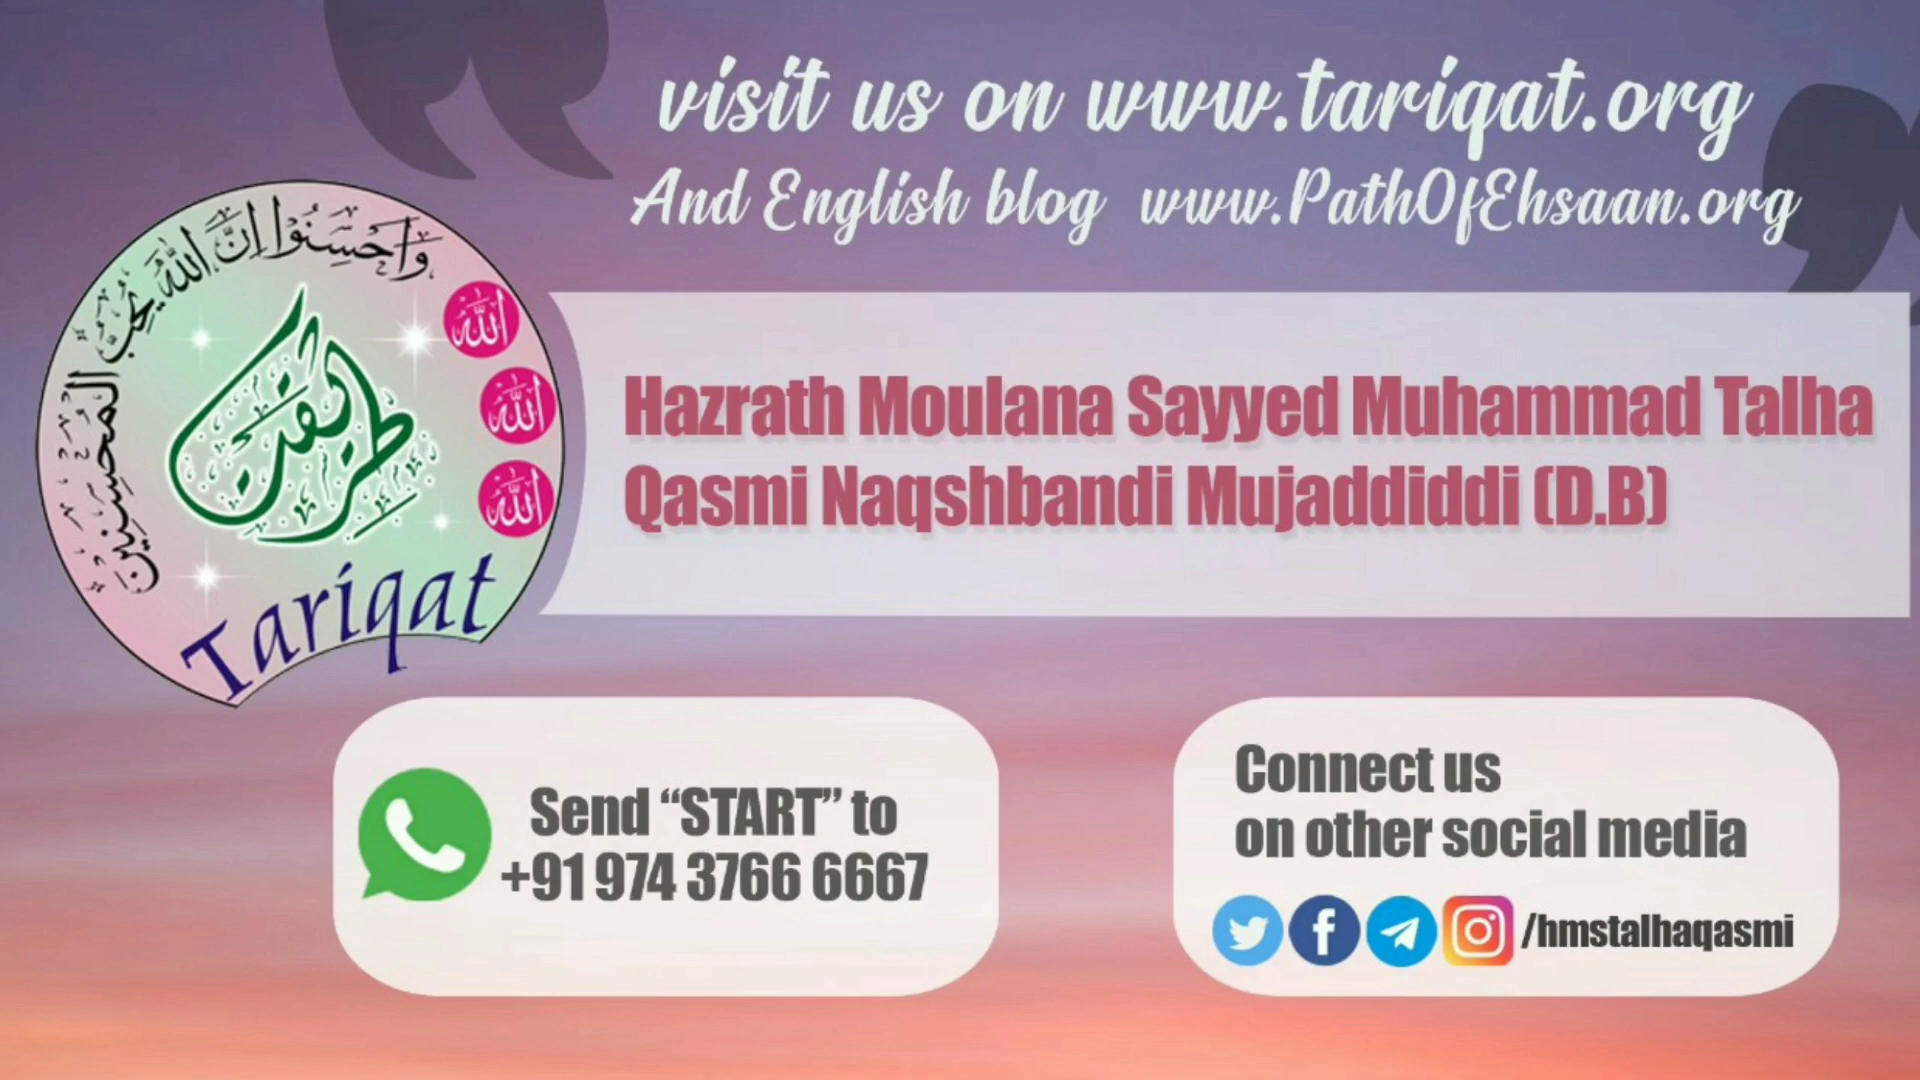 visit us on www.tariqat.org
And English blog www.PathOfEhsaan.org
وَاَحۡسِنُوۡا اِنَّ اللّٰهَ يُحِبُّ الۡمُحۡسِنِيۡنَ
طریقت
الله
الله
الله
Tariqat
Hazrath Moulana Sayyed Muhammad Talha
Qasmi Naqshbandi Mujaddiddi (D.B)
Send “START” to
+91 974 3766 6667
Connect us
on other social media
/hmstalhaqasmi